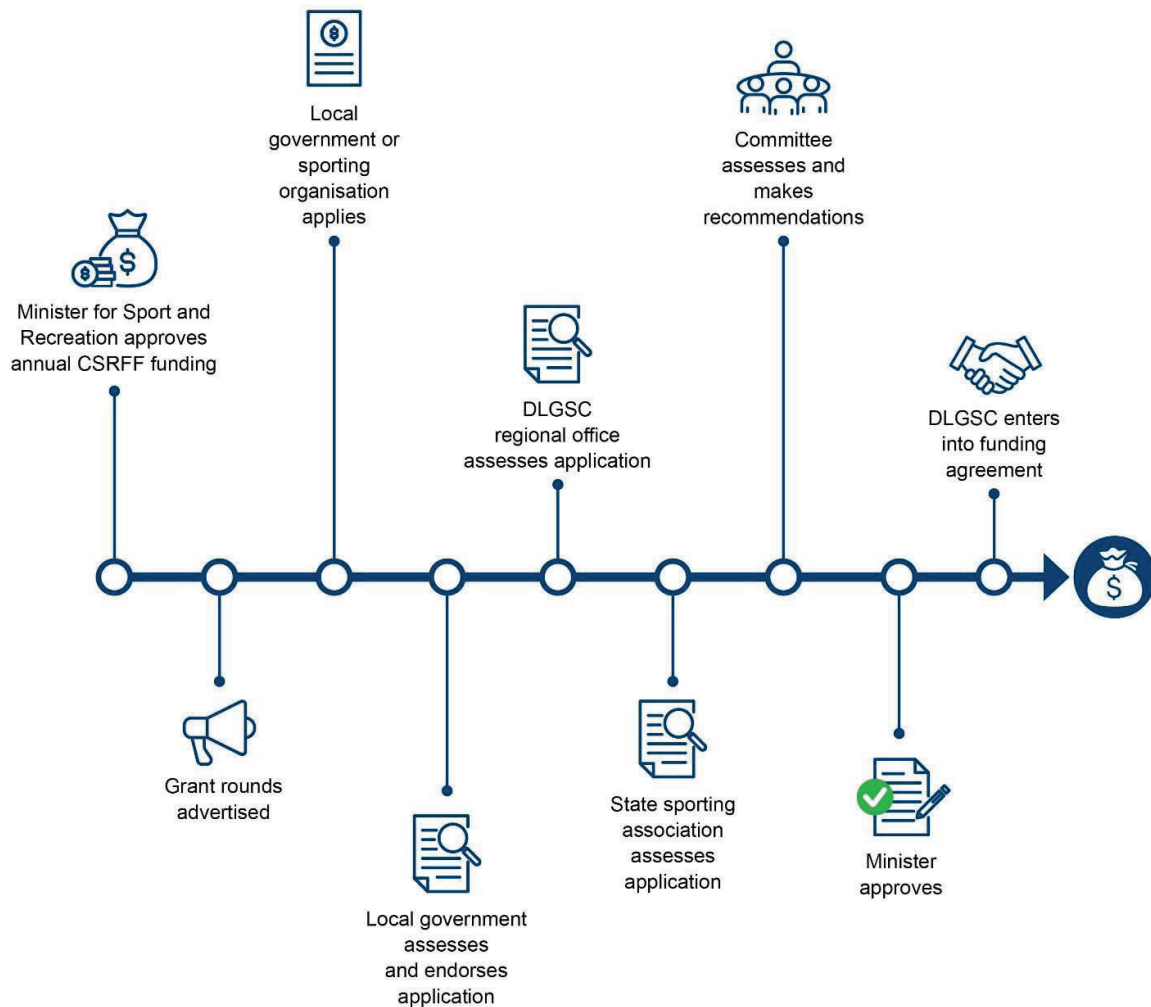 Minister for Sport and
Recreation approves
annual CSRFF funding
Grant rounds
advertised
Local
government or
sporting
organisation
applies
Local government
assesses
and endorses
application
DLGSC
regional office
assesses application
State sporting
association
assesses
application
Committee
assesses and
makes
recommendations
Minister
approves
DLGSC enters
into funding
agreement